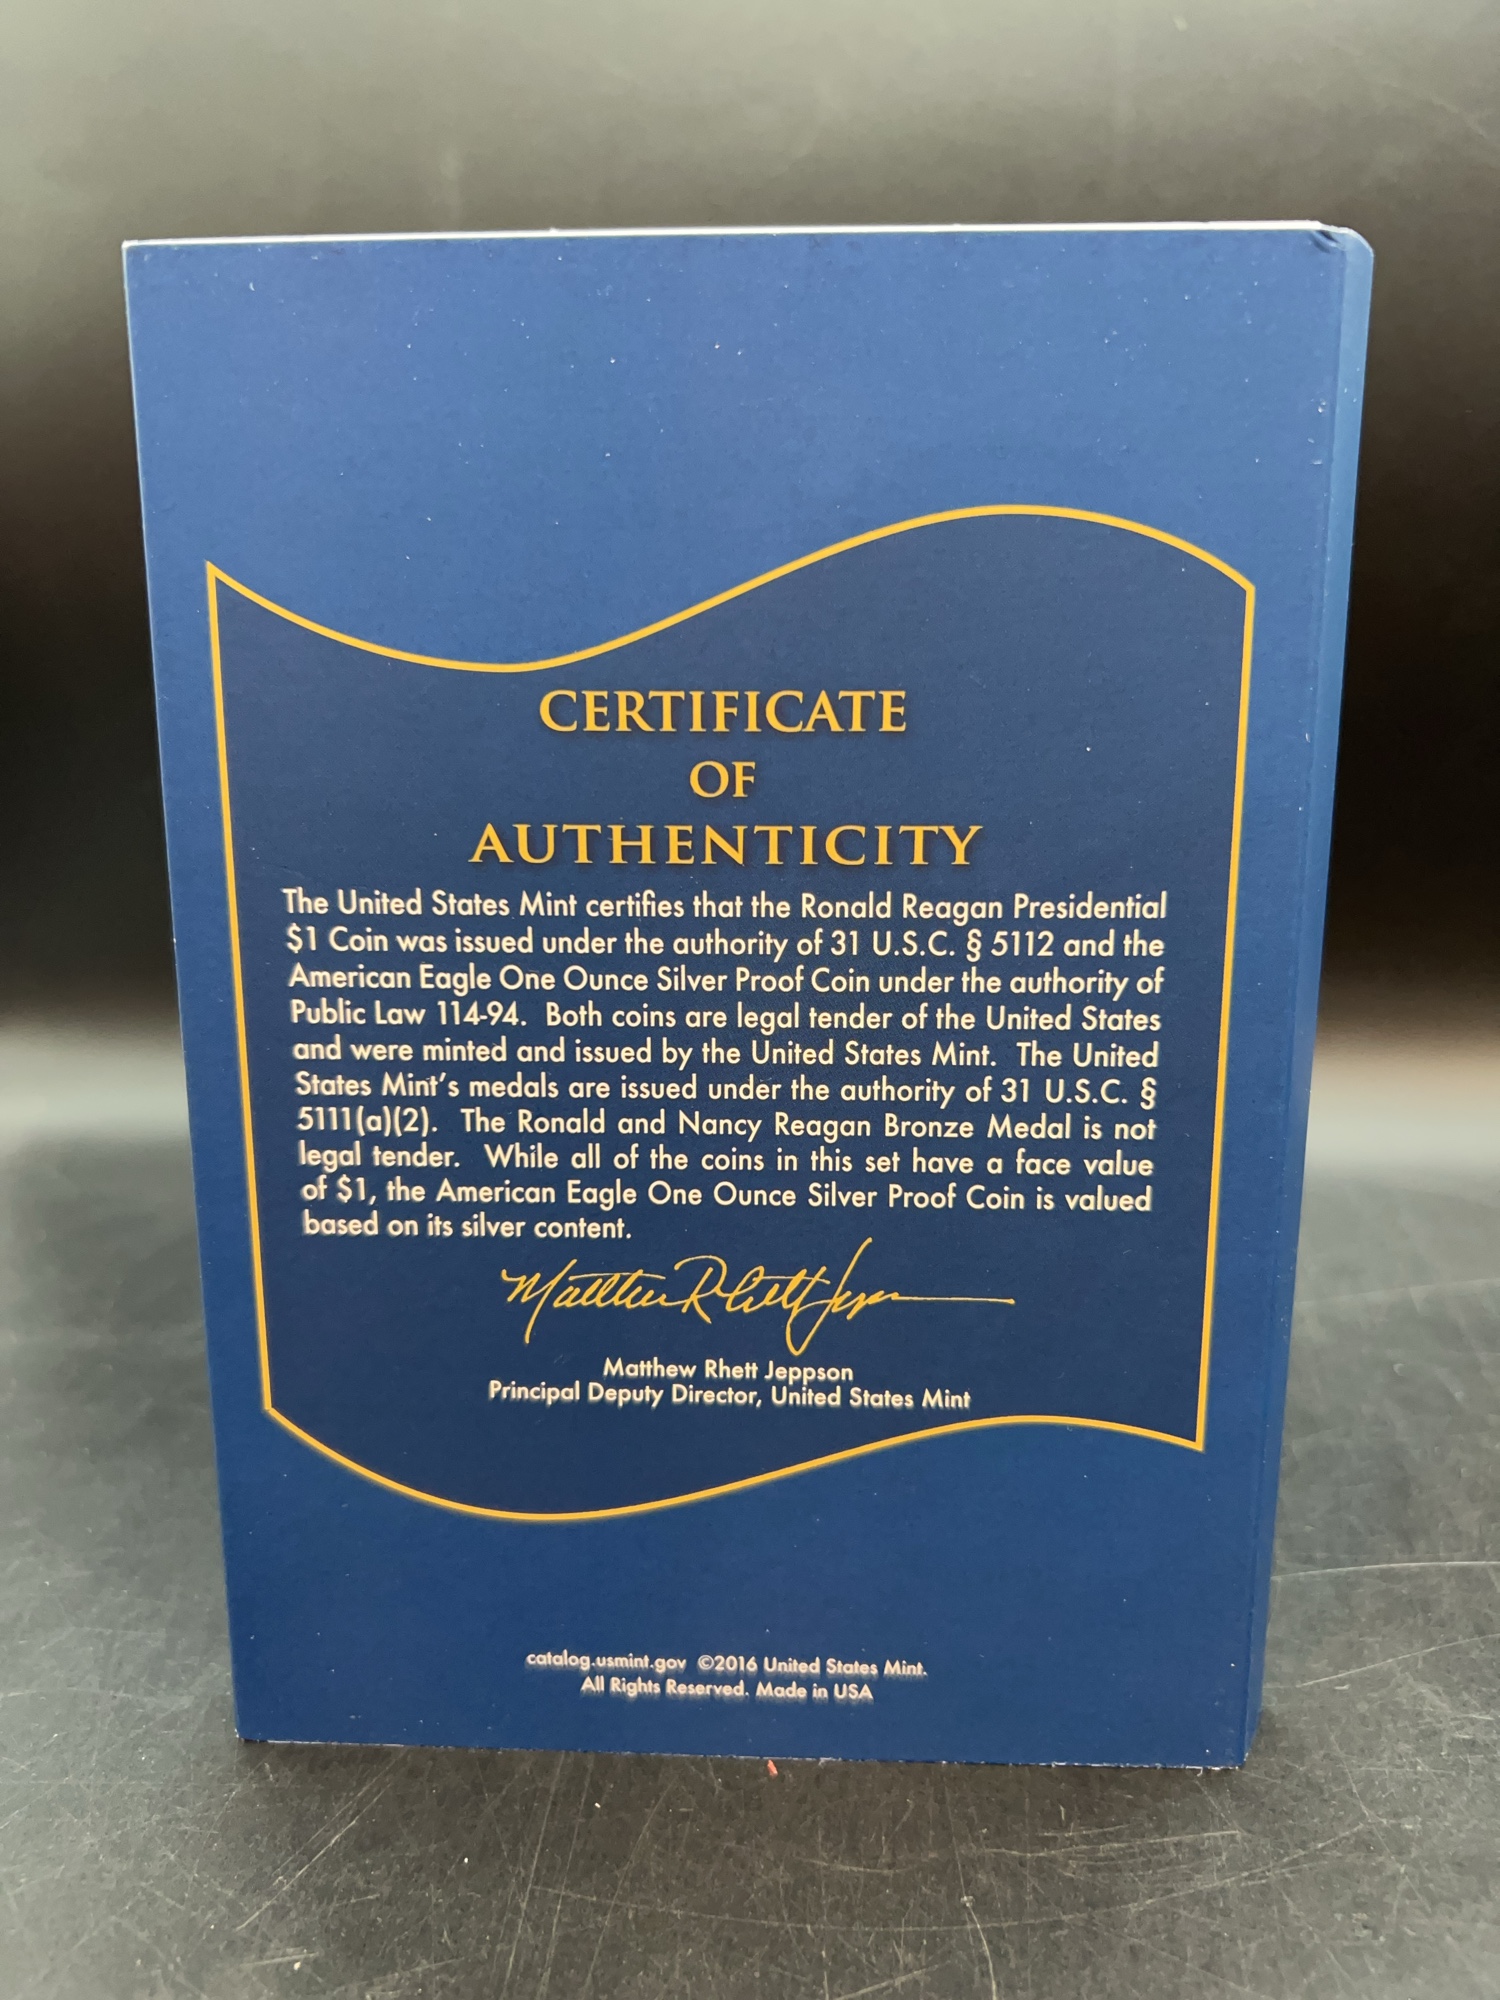 CERTIFICATE
OF
AUTHENTICITY
The United States Mint certifies that the Ronald Reagan Presidential
$1 Coin was issued under the authority of 31 U.S.C. § 5112 and the
American Eagle One Ounce Silver Proof Coin under the authority of
Public Law 114-94. Both coins are legal tender of the United States
and were minted and issued by the United States Mint. The United
States Mint's medals are issued under the authority of 31 U.S.C. §
5111(a)(2). The Ronald and Nancy Reagan Bronze Medal is not
legal tender. While all of the coins in this set have a face value
of $1, the American Eagle One Ounce Silver Proof Coin is valued
based on its silver content.
Matthew Rhett Jeppson
Matthew Rhett Jeppson
Principal Deputy Director, United States Mint
catalog.usmint.gov ©2016 United States Mint.
All Rights Reserved. Made in USA